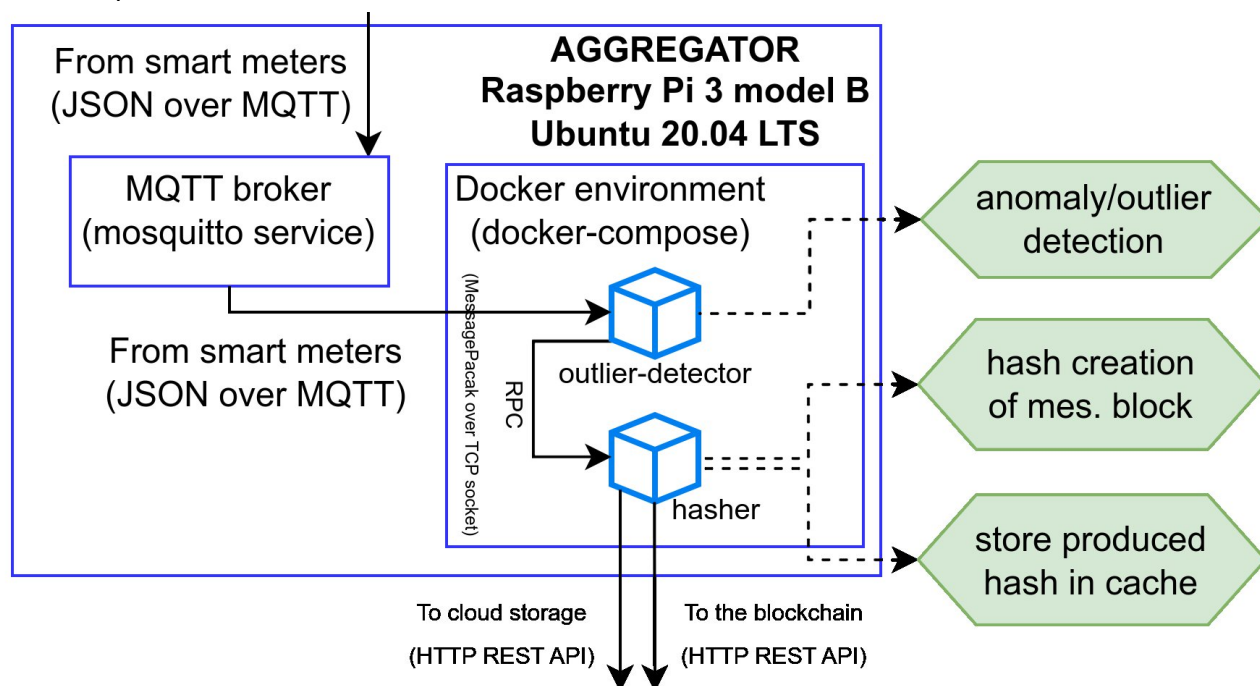 AGGREGATOR
Raspberry Pi 3 model B
Ubuntu 20.04 LTS
From smart meters
(JSON over MQTT)
MQTT broker
(mosquitto service)
Docker environment
(docker-compose)
anomaly/outlier
detection
From smart meters
(JSON over MQTT)
(MessagePacak over TCP socket)
RPC
outlier-detector
hash creation
of mes. block
hasher
store produced
hash in cache
To cloud storage
(HTTP REST API)
To the blockchain
(HTTP REST API)